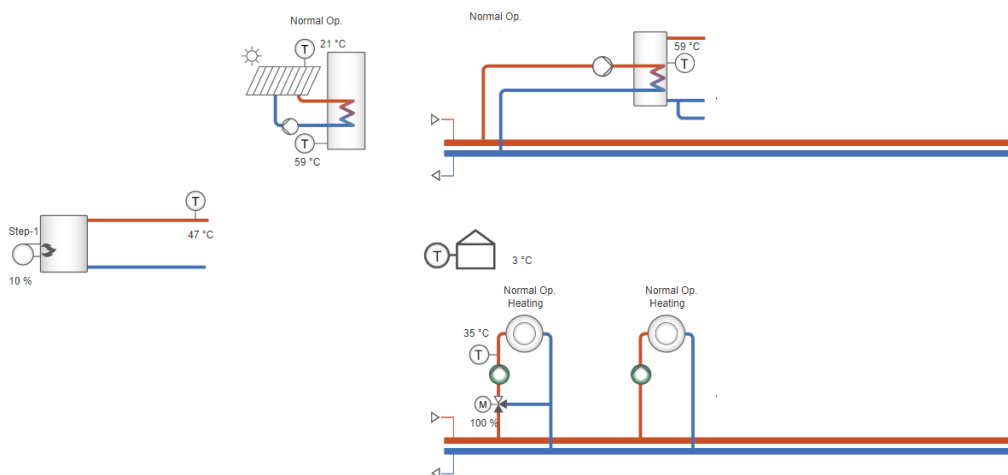 Normal Op.
21 °C
T
T
59 °C
Normal Op.
59 °C
T
T
47 °C
Step-1
10 %
T
3 °C
Normal Op.
Heating
35 °C
T
M
100 %
Normal Op.
Heating